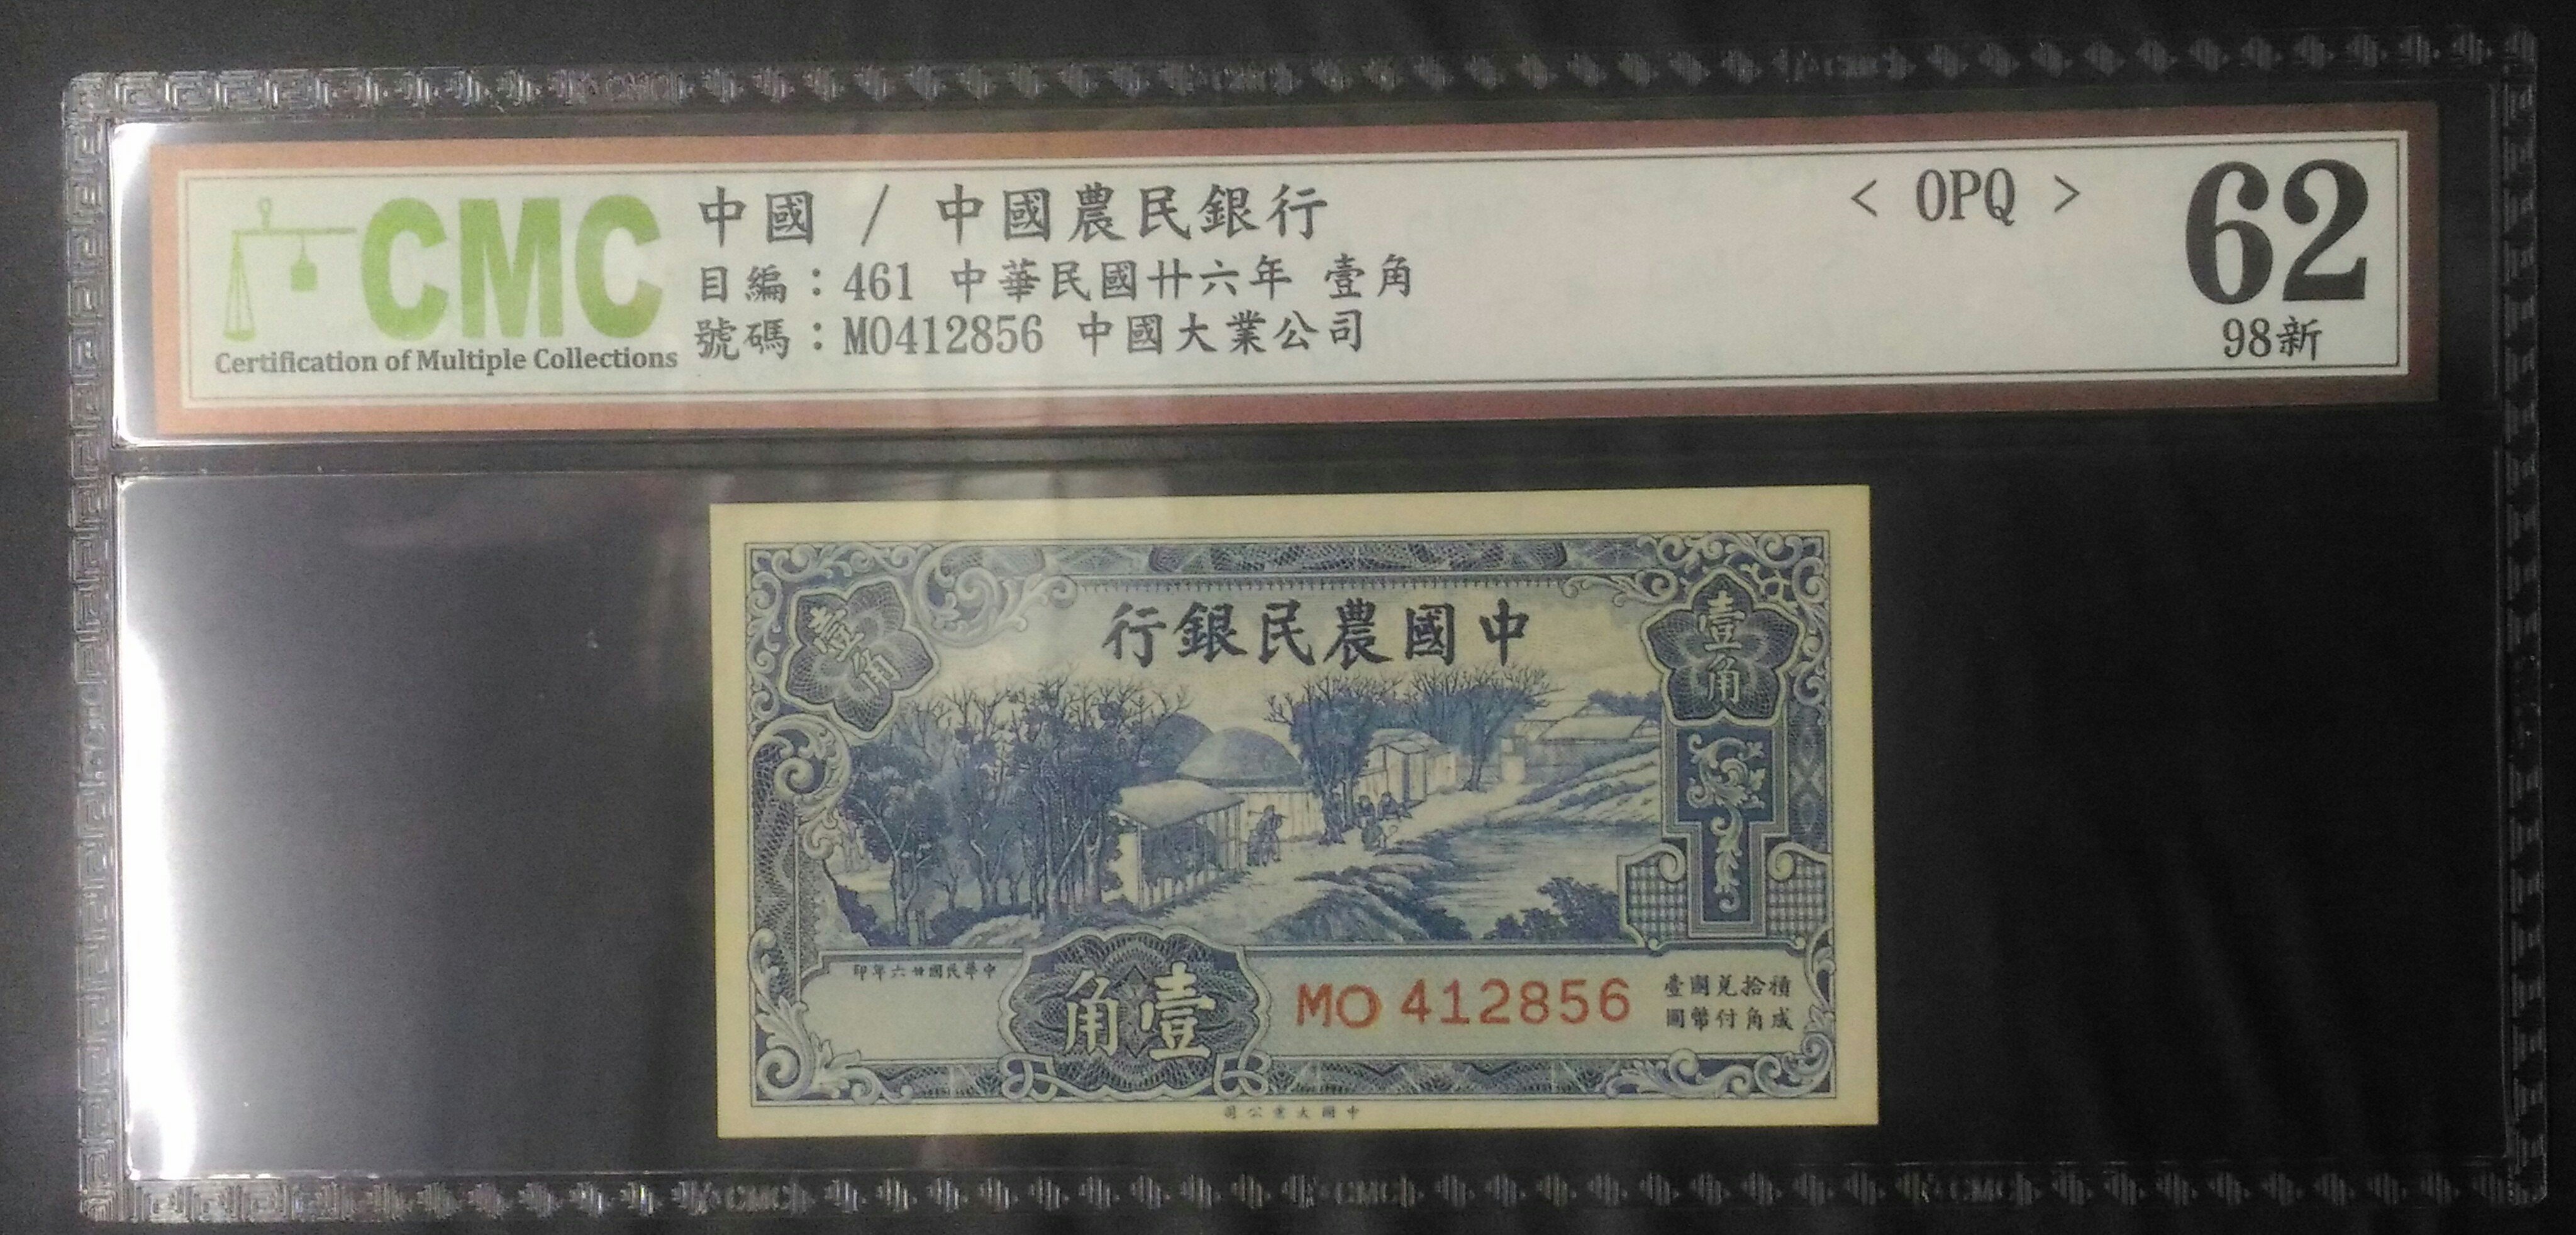 CMC
Certification of Multiple Collections
中國 / 中國農民銀行
目編：461 中華民國廿六年 壹角
號碼：MO412856 中國大業公司
< OPQ >
62
98新
行銀民農國中
壹角
壹角
印年六廿國民華中
角壹
MO 412856
壹國兌拾積
圓幣付角成
司公業大國中